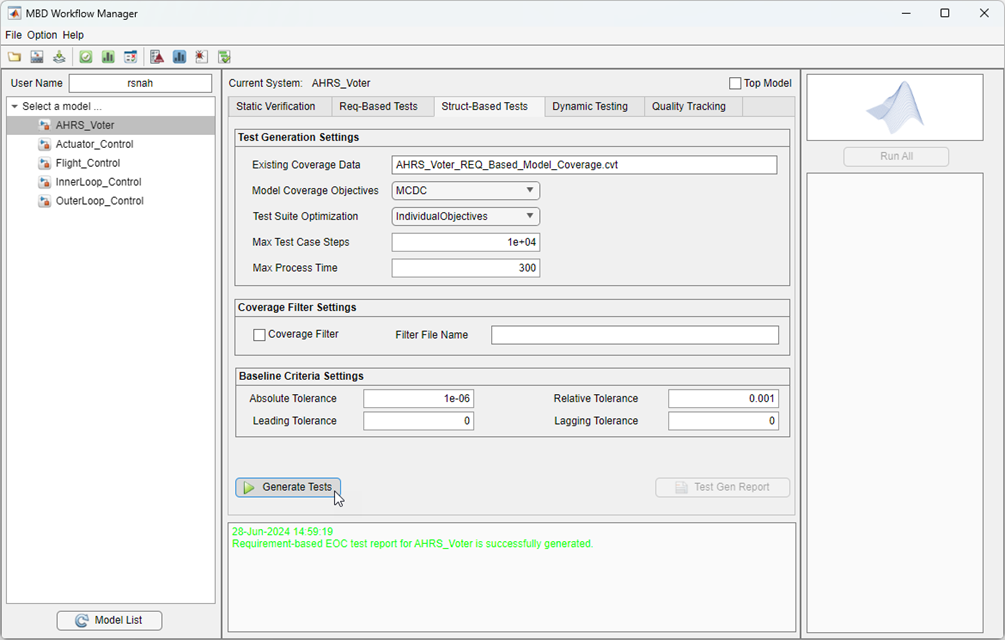 MBD Workflow Manager
File Option Help
User Name rsnah
Select a model ...
AHRS_Voter
Actuator_Control
Flight_Control
InnerLoop_Control
OuterLoop_Control
Model List
Current System: AHRS_Voter Top Model
Static Verification Req-Based Tests Struct-Based Tests Dynamic Testing Quality Tracking
Test Generation Settings
Existing Coverage Data AHRS_Voter_REQ_Based_Model_Coverage.cvt
Model Coverage Objectives MCDC
Test Suite Optimization IndividualObjectives
Max Test Case Steps 1e+04
Max Process Time 300
Coverage Filter Settings
Coverage Filter Filter File Name
Baseline Criteria Settings
Absolute Tolerance 1e-06 Relative Tolerance 0.001
Leading Tolerance 0 Lagging Tolerance 0
Generate Tests Test Gen Report
28-Jun-2024 14:59:19
Requirement-based EOC test report for AHRS_Voter is successfully generated.
Run All